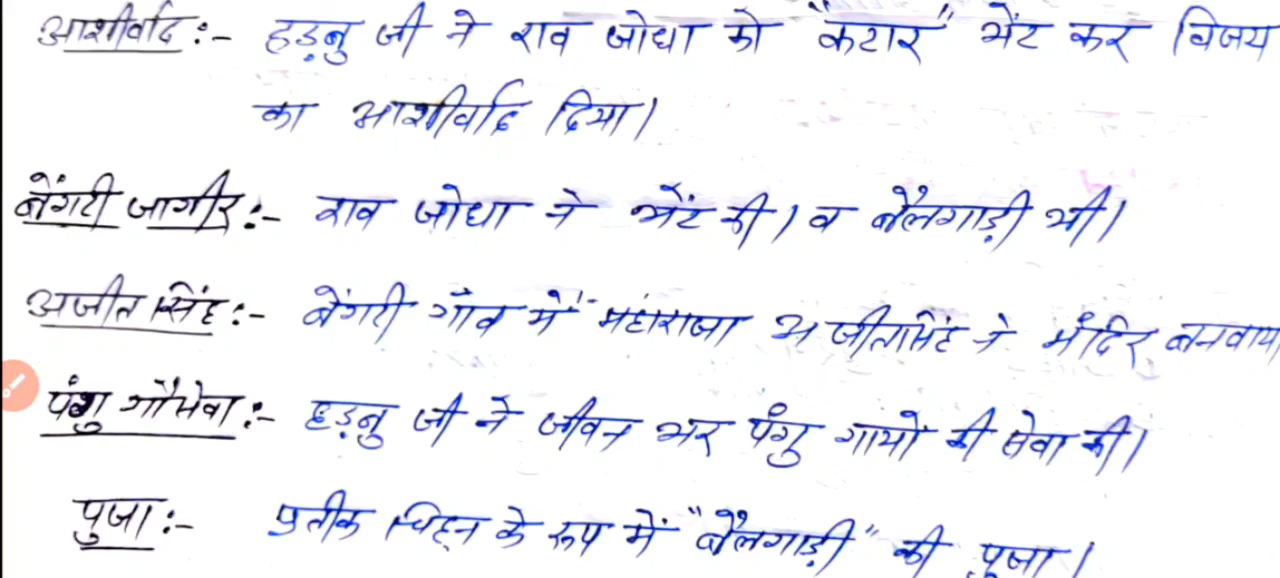 आशीर्वाद :- हड़बु जी ने राव जोधा को "कटार" भेंट कर विजय
का आशीर्वाद दिया।
बेंगटी जागीर :- राव जोधा ने भेंट की। व बैलगाड़ी भी।
अजीत सिंह :- बेंगटी गाँव में महाराजा अजीतसिंह ने मंदिर बनवाया
पंगु गौसेवा :- हड़बु जी ने जीवन भर पंगु गायों की सेवा की।
पुजा :- प्रतीक चिह्न के रूप में "बैलगाड़ी" की पूजा।